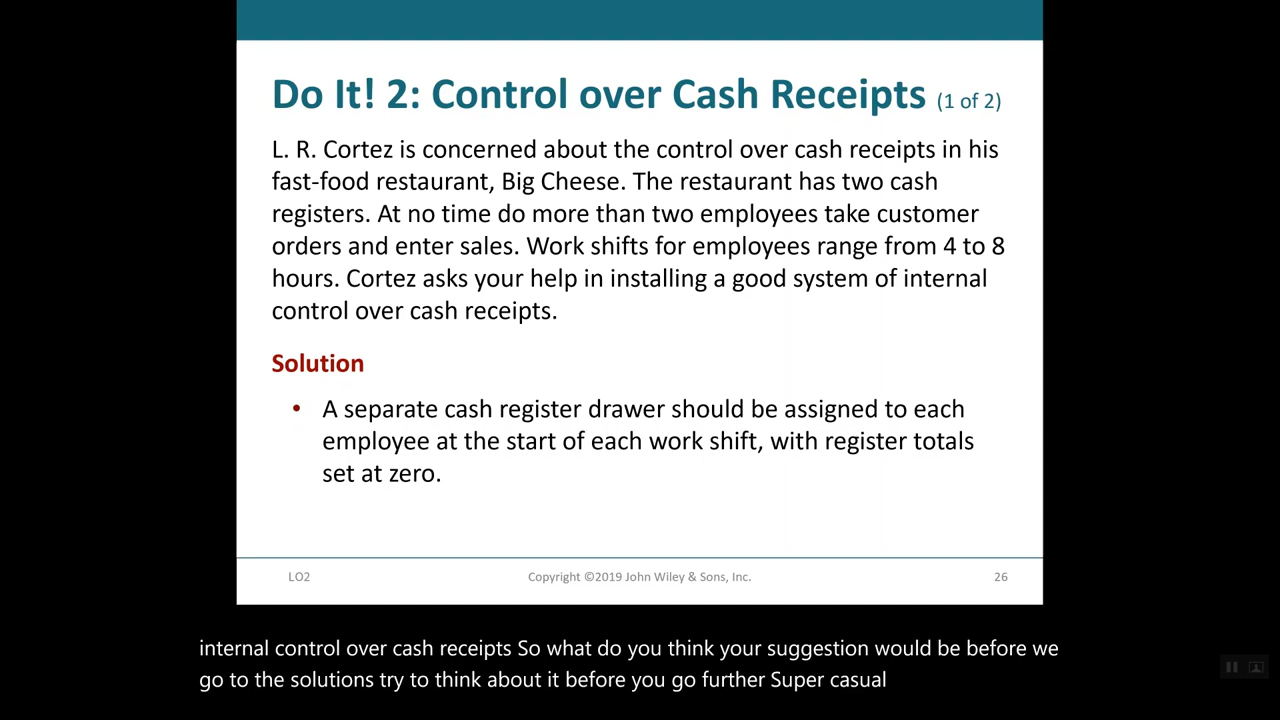 Do It! 2: Control over Cash Receipts (1 of 2)
L. R. Cortez is concerned about the control over cash receipts in his
fast-food restaurant, Big Cheese. The restaurant has two cash
registers. At no time do more than two employees take customer
orders and enter sales. Work shifts for employees range from 4 to 8
hours. Cortez asks your help in installing a good system of internal
control over cash receipts.
Solution
• A separate cash register drawer should be assigned to each
employee at the start of each work shift, with register totals
set at zero.
LO2 Copyright ©2019 John Wiley & Sons, Inc. 26
internal control over cash receipts So what do you think your suggestion would be before we
go to the solutions try to think about it before you go further Super casual